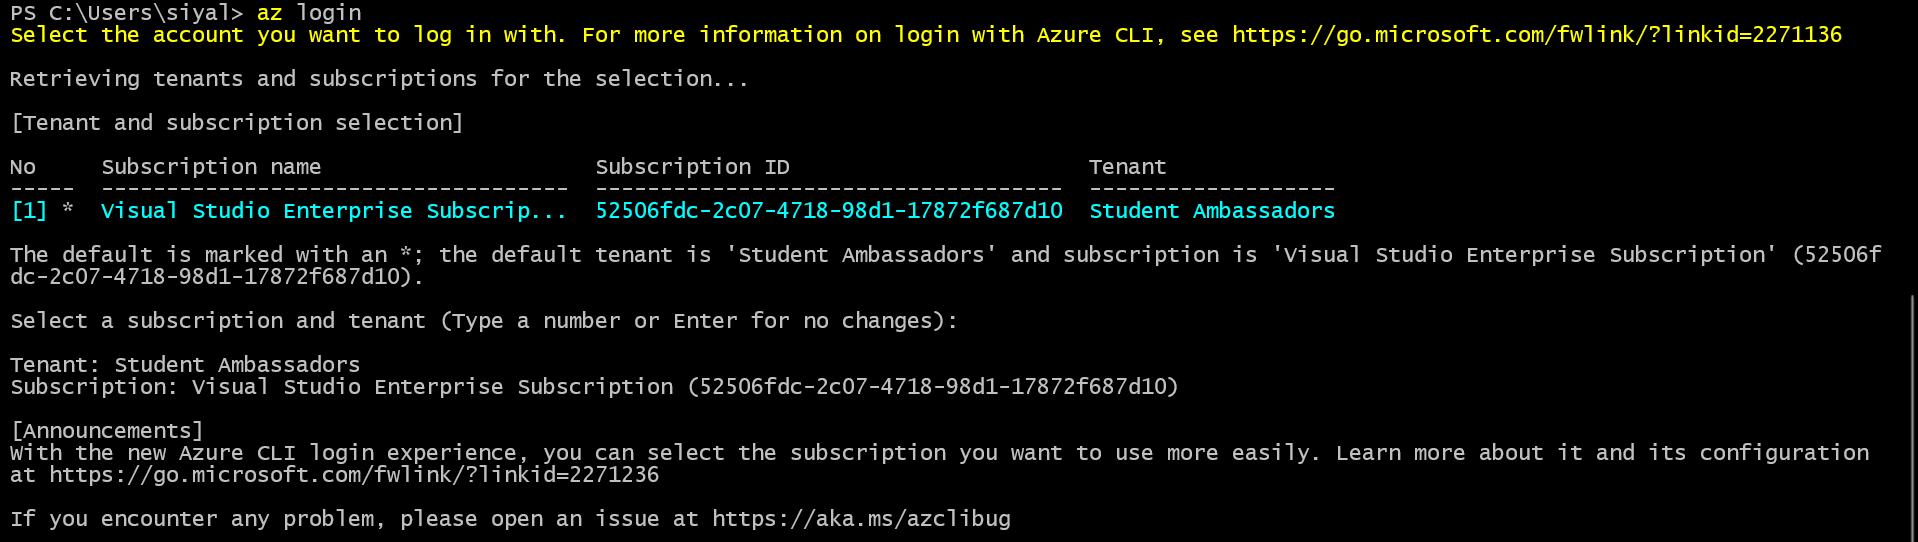 PS C:\Users\siyal> az login
Select the account you want to log in with. For more information on login with Azure CLI, see https://go.microsoft.com/fwlink/?linkid=2271136
Retrieving tenants and subscriptions for the selection...
[Tenant and subscription selection]
No     Subscription name                     Subscription ID                       Tenant
-----  ------------------------------------  ------------------------------------  -------------------
[1] *  Visual Studio Enterprise Subscrip...  52506fdc-2c07-4718-98d1-17872f687d10  Student Ambassadors
The default is marked with an *; the default tenant is 'Student Ambassadors' and subscription is 'Visual Studio Enterprise Subscription' (52506f
dc-2c07-4718-98d1-17872f687d10).
Select a subscription and tenant (Type a number or Enter for no changes):
Tenant: Student Ambassadors
Subscription: Visual Studio Enterprise Subscription (52506fdc-2c07-4718-98d1-17872f687d10)
[Announcements]
With the new Azure CLI login experience, you can select the subscription you want to use more easily. Learn more about it and its configuration
at https://go.microsoft.com/fwlink/?linkid=2271236
If you encounter any problem, please open an issue at https://aka.ms/azclibug